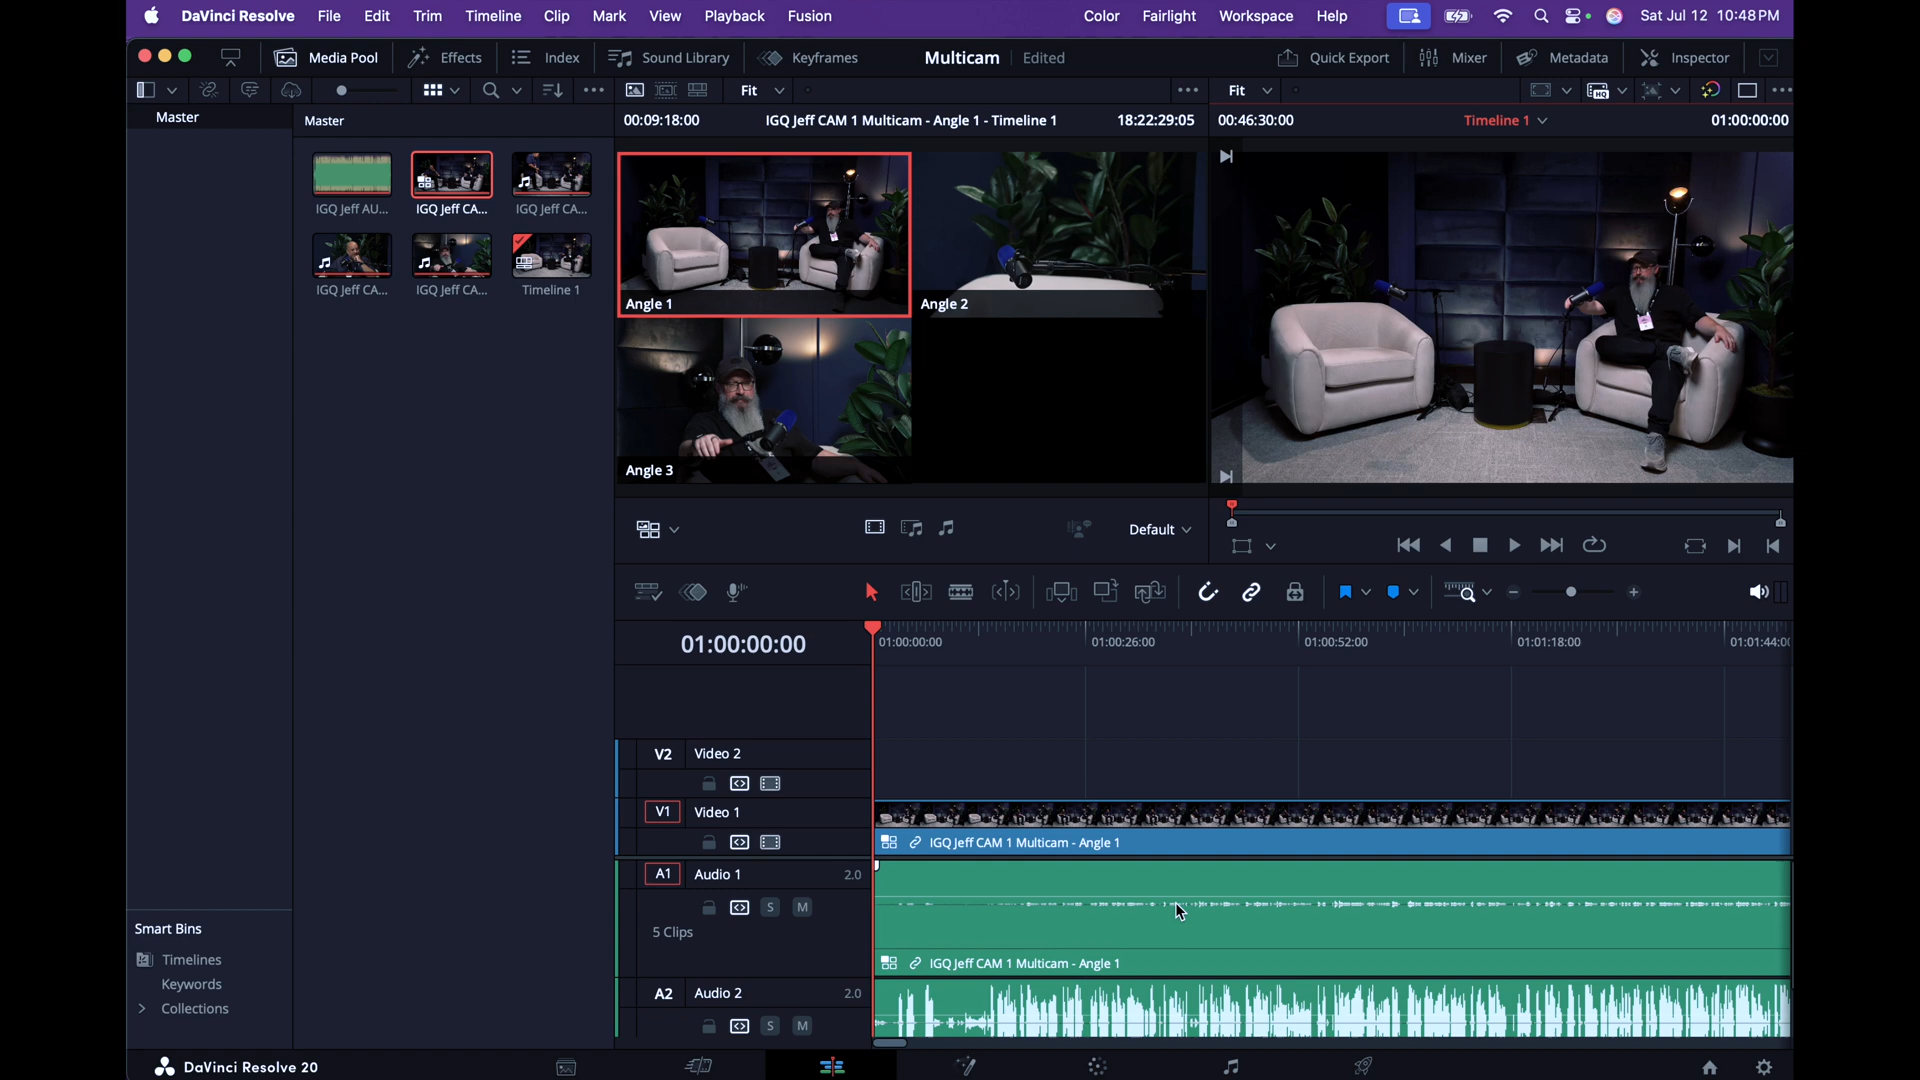 DaVinci Resolve File Edit Trim Timeline Clip Mark View Playback Fusion Color Fairlight Workspace Help Sat Jul 12 10:48 PM
Media Pool Effects Index Sound Library Keyframes Multicam Edited Quick Export Mixer Metadata Inspector
Fit Fit
Master Master 00:09:18:00 IGQ Jeff CAM 1 Multicam - Angle 1 - Timeline 1 18:22:29:05 00:46:30:00 Timeline 1 01:00:00:00
IGQ Jeff AU... IGQ Jeff CA... IGQ Jeff CA...
IGQ Jeff CA... IGQ Jeff CA... Timeline 1
Angle 1 Angle 2
Angle 3
Default
01:00:00:00 01:00:00:00 01:00:26:00 01:00:52:00 01:01:18:00 01:01:44:00
V2 Video 2
V1 Video 1
IGQ Jeff CAM 1 Multicam - Angle 1
A1 Audio 1 2.0
S M
5 Clips
IGQ Jeff CAM 1 Multicam - Angle 1
A2 Audio 2 2.0
S M
Smart Bins
Timelines
Keywords
Collections
DaVinci Resolve 20